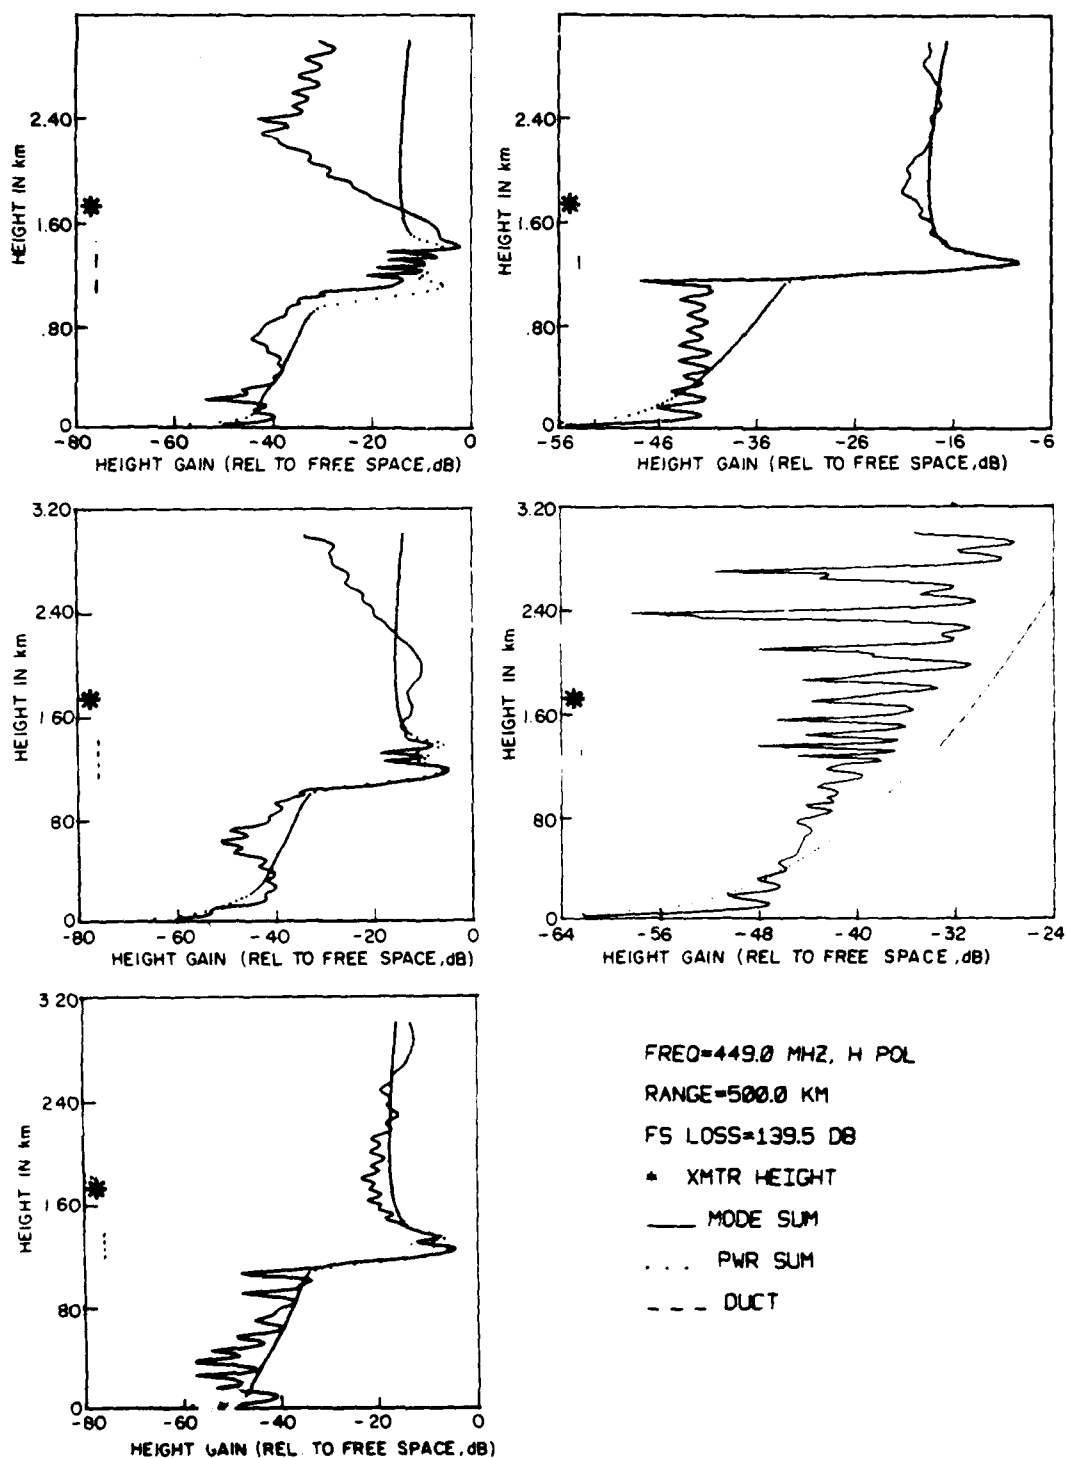 2.40
1.60
.80
0
HEIGHT IN km
-80 -60 -40 -20 0
HEIGHT GAIN (REL TO FREE SPACE,dB)
2.40
1.60
.80
0
HEIGHT IN km
-56 -46 -36 -26 -16 -6
HEIGHT GAIN (REL TO FREE SPACE,dB)
3.20
2.40
1.60
80
0
HEIGHT IN km
-80 -60 -40 -20 0
HEIGHT GAIN (REL TO FREE SPACE,dB)
3.20
240
1.60
80
0
HEIGHT IN km
-64 -56 -48 -40 -32 -24
HEIGHT GAIN (REL TO FREE SPACE,dB)
3 20
240
1 60
80
0
HEIGHT IN km
-80 -60 -40 -20 0
HEIGHT GAIN (REL TO FREE SPACE,dB)
FREQ=449.0 MHZ, H POL
RANGE=500.0 KM
FS LOSS=139.5 DB
* XMTR HEIGHT
MODE SUM
. . . PWR SUM
---- DUCT